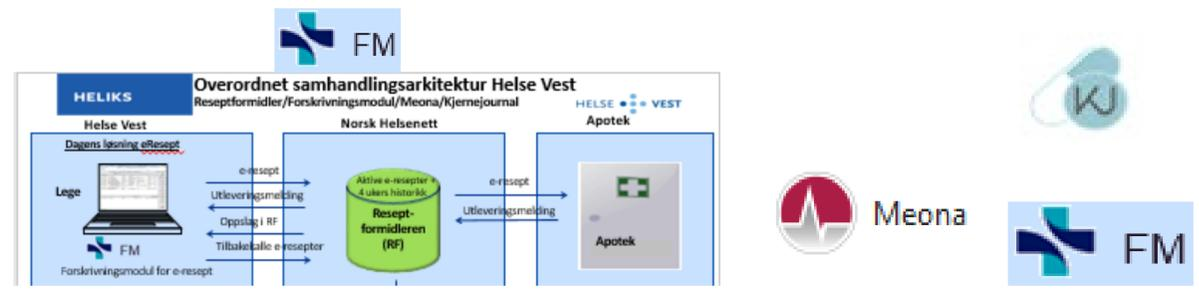 FM
HELIKS
Overordnet samhandlingsarkitektur Helse Vest
Reseptformidler/Forskrivningsmodul/Meona/Kjernejournal
HELSE VEST
Helse Vest
Norsk Helsenett
Apotek
Dagens løsning eResept
Lege
FM
Forskrivningsmodul for e-resept
e-resept
Utleveringsmelding
Oppslag i RF
Tilbakekalle e-resepter
Aktive e-resepter +
4 ukers historikk
Resept-
formidleren
(RF)
e-resept
Utleveringsmelding
Apotek
KJ
Meona
FM